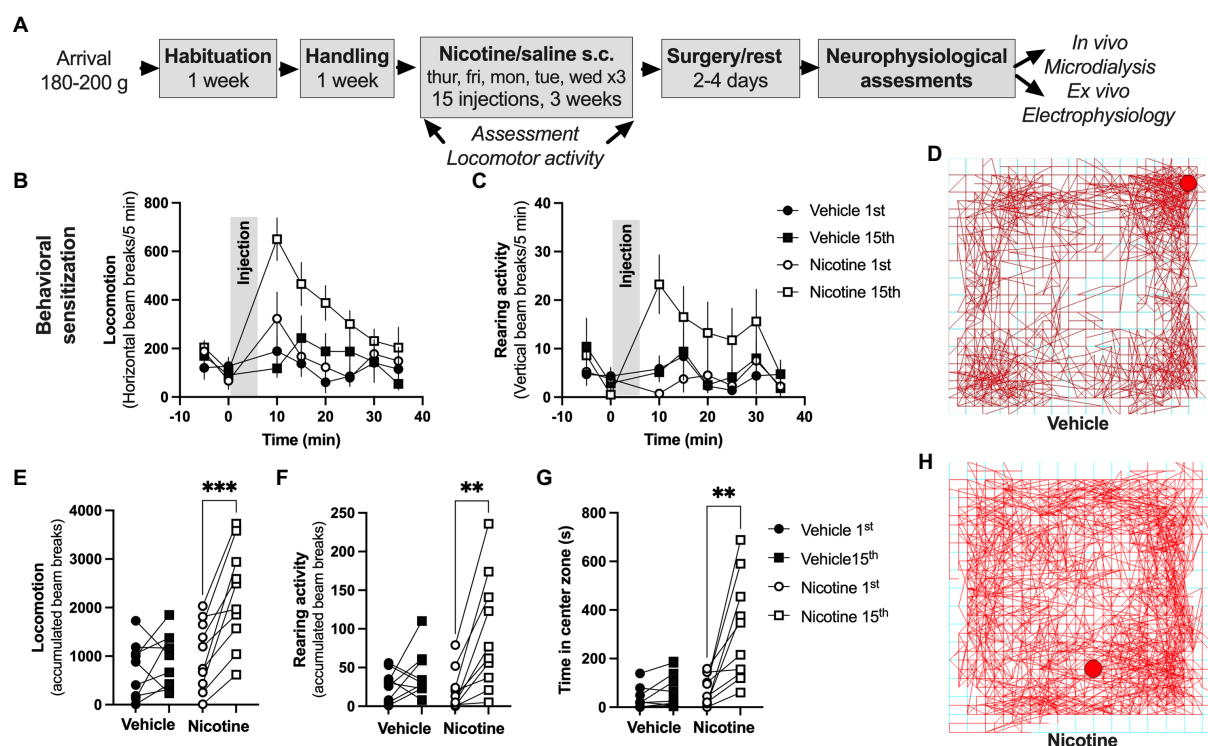 A
Arrival
180-200 g
Habituation
1 week
Handling
1 week
Nicotine/saline s.c.
thur, fri, mon, tue, wed x3
15 injections, 3 weeks
Surgery/rest
2-4 days
Neurophysiological
assesments
In vivo
Microdialysis
Ex vivo
Electrophysiology
Assessment
Locomotor activity
Behavioral
sensitization
B
Locomotion
(Horizontal beam breaks/5 min)
800
600
400
200
0
Injection
-10 0 10 20 30 40
Time (min)
C
Rearing activity
(Vertical beam breaks/5 min)
40
30
20
10
0
Injection
-10 0 10 20 30 40
Time (min)
Vehicle 1st
Vehicle 15th
Nicotine 1st
Nicotine 15th
D
Vehicle
E
Locomotion
(accumulated beam breaks)
4000
3000
2000
1000
0
***
Vehicle Nicotine
F
Rearing activity
(accumulated beam breaks)
250
200
150
100
50
0
**
Vehicle Nicotine
G
Time in center zone (s)
800
600
400
200
0
**
Vehicle Nicotine
Vehicle 1st
Vehicle15th
Nicotine 1st
Nicotine 15th
H
Nicotine